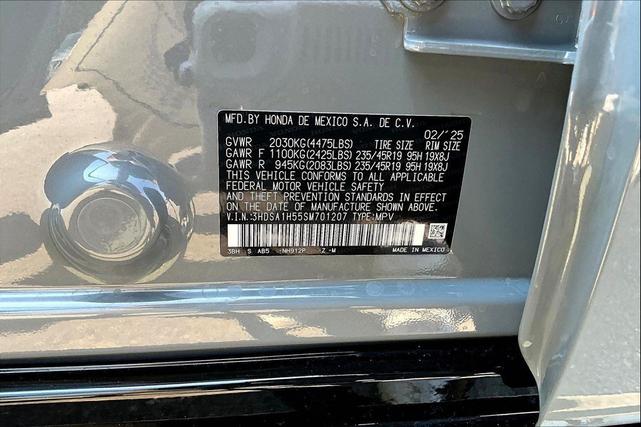 MFD.BY HONDA DE MEXICO S.A. DE C.V.
02/'25
GVWR 2030KG(4475LBS) TIRE SIZE RIM SIZE
GAWR F 1100KG(2425LBS) 235/45R19 95H 19X8J
GAWR R 945KG(2083LBS) 235/45R19 95H 19X8J
THIS VEHICLE CONFORMS TO ALL APPLICABLE
FEDERAL MOTOR VEHICLE SAFETY
AND THEFT PREVENTION STANDARDS IN EFFECT
ON THE DATE OF MANUFACTURE SHOWN ABOVE.
V.I.N.:3HDSA1H55SM701207 TYPE:MPV
3BH S AB5 NH912P Z -M MADE IN MEXICO